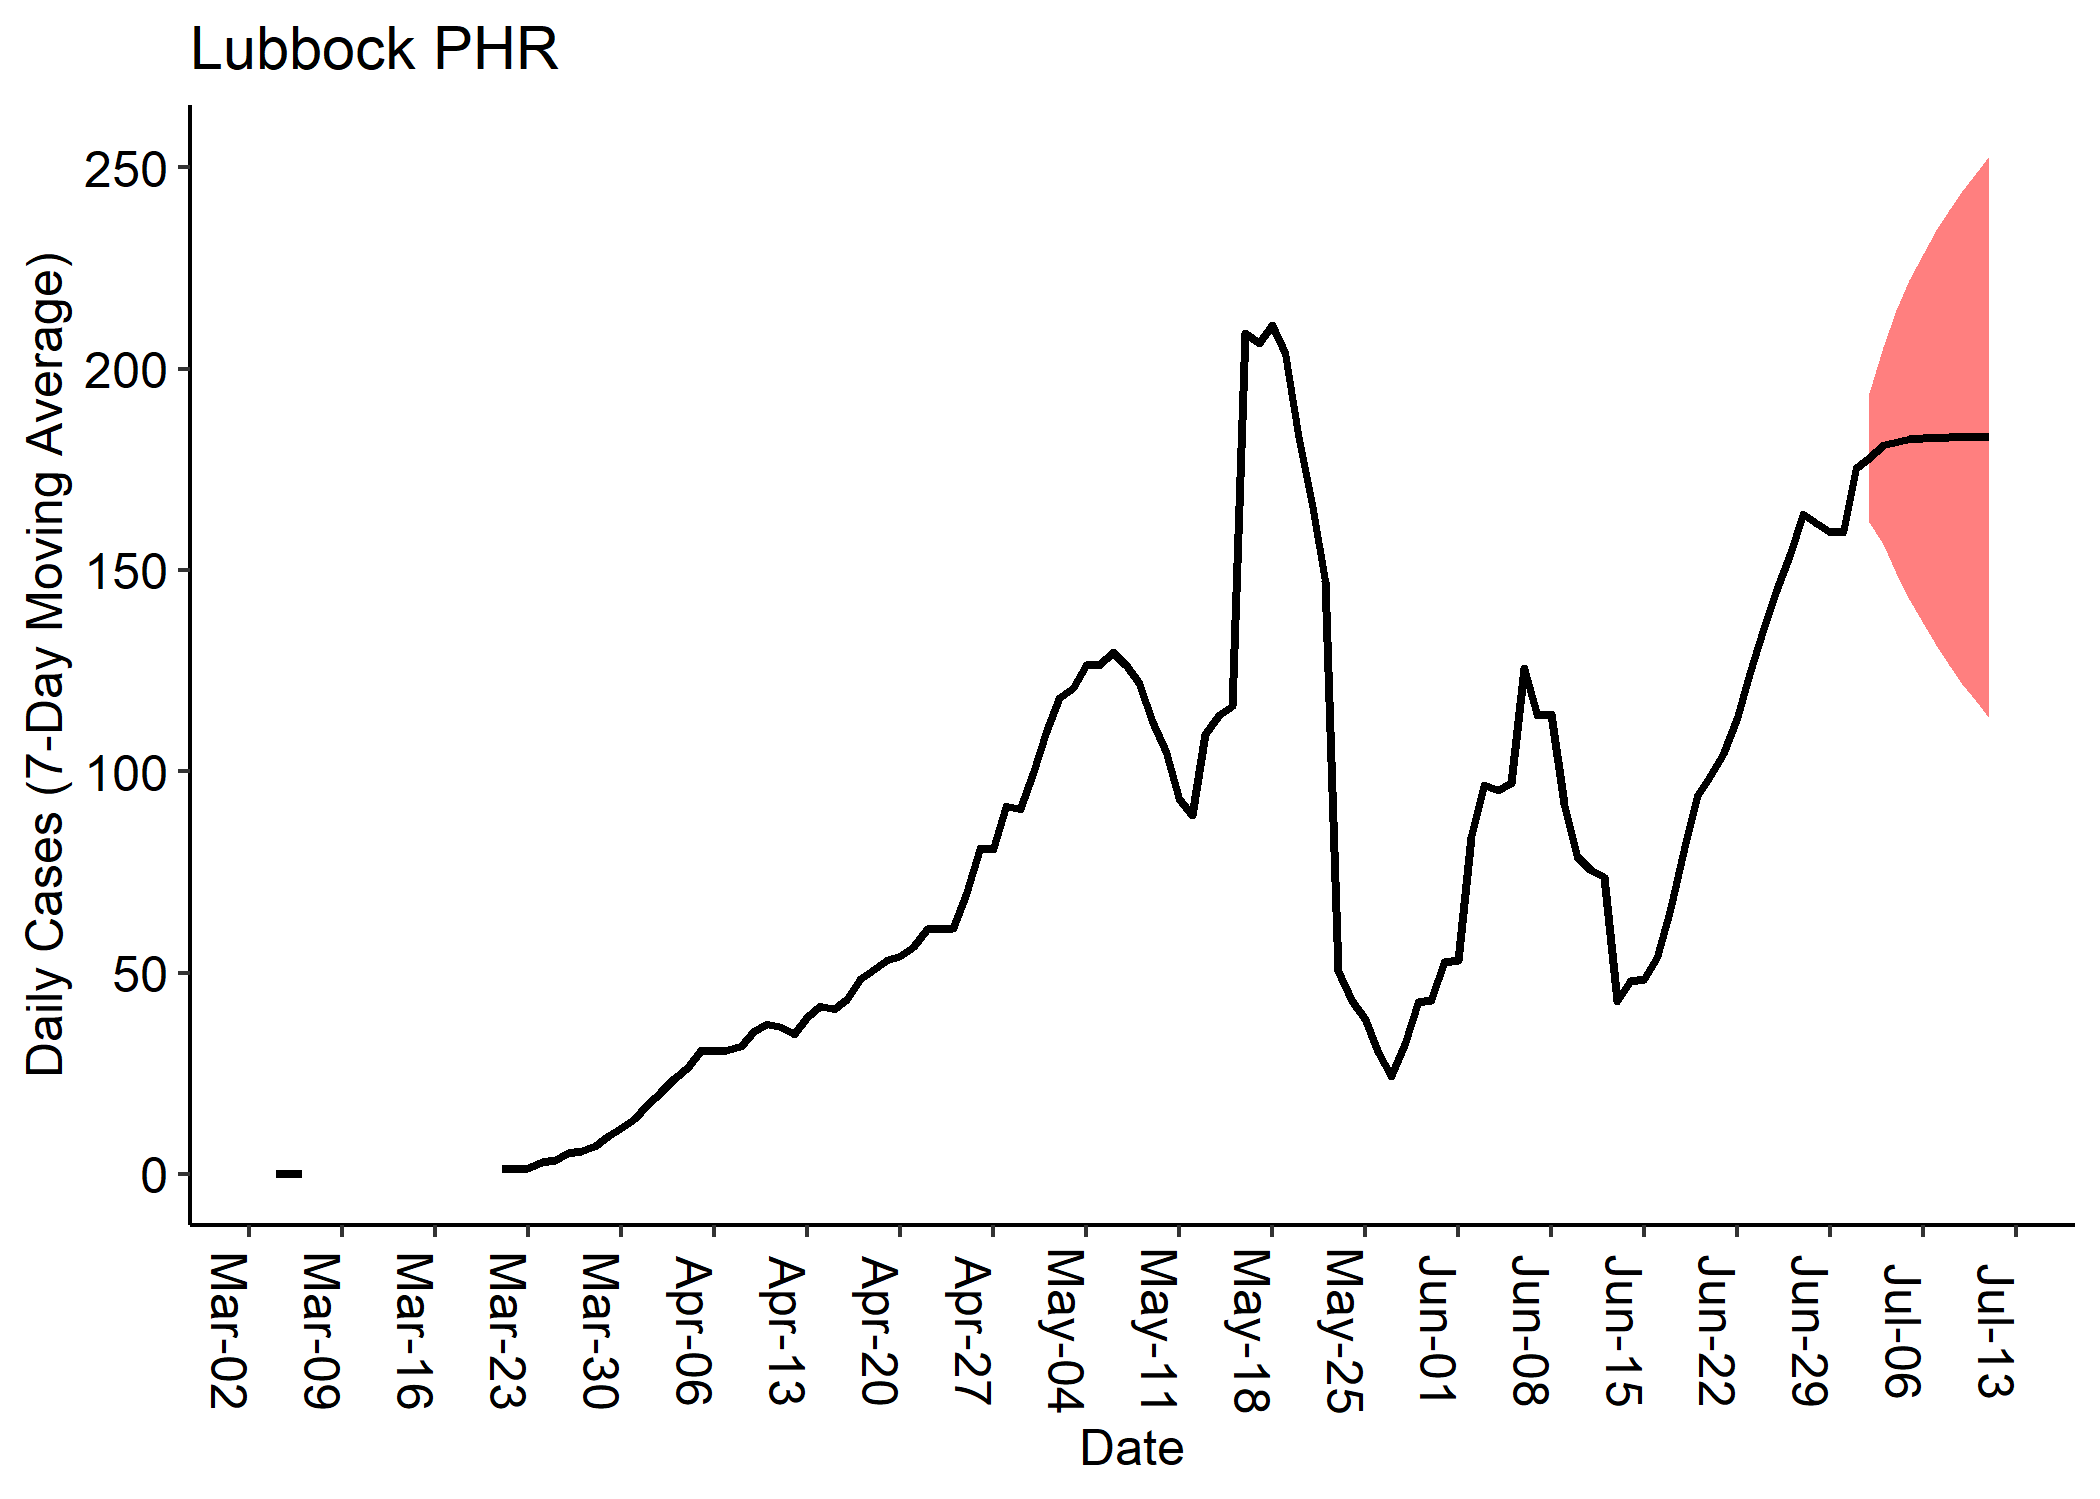 Lubbock PHR
Daily Cases (7-Day Moving Average)
250
200
150
100
50
0
Mar-02
Mar-09
Mar-16
Mar-23
Mar-30
Apr-06
Apr-13
Apr-20
Apr-27
May-04
May-11
May-18
May-25
Jun-01
Jun-08
Jun-15
Jun-22
Jun-29
Jul-06
Jul-13
Date